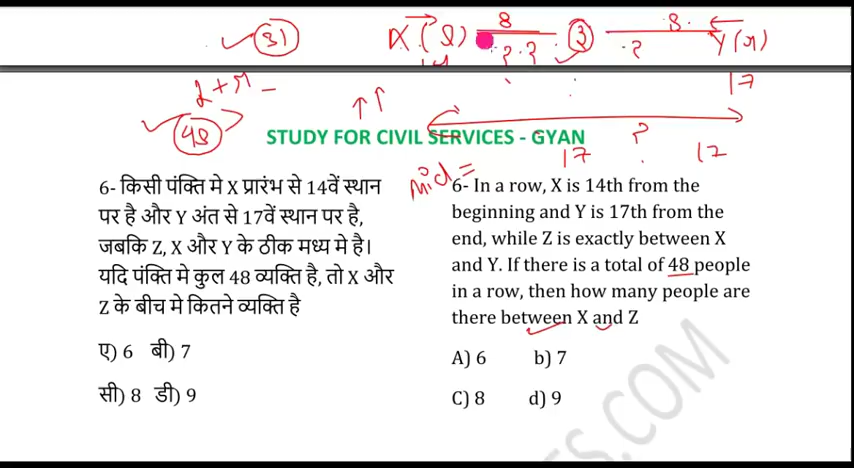 31 X (l) 8 Z 8 Y (r)
? ? ?
l + r = 17
48
STUDY FOR CIVIL SERVICES - GYAN
17 ? 17
mid =
6- किसी पंक्ति मे X प्रारंभ से 14वें स्थान
पर है और Y अंत से 17वें स्थान पर है,
जबकि Z, X और Y के ठीक मध्य मे है।
यदि पंक्ति मे कुल 48 व्यक्ति है, तो X और
Z के बीच मे कितने व्यक्ति है
ए) 6 बी) 7
सी) 8 डी) 9
6- In a row, X is 14th from the
beginning and Y is 17th from the
end, while Z is exactly between X
and Y. If there is a total of 48 people
in a row, then how many people are
there between X and Z
A) 6 b) 7
C) 8 d) 9